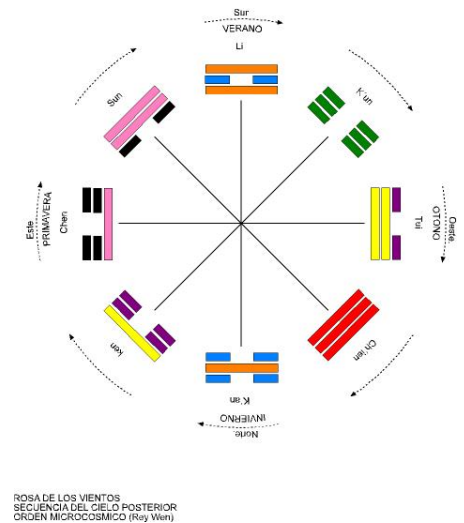 Sur
VERANO
Li
K'un
Oeste.
OTOÑO
Tui
Ch'ien
K'an
INVIERNO
Norte.
Ken
Este
PRIMAVERA
Chen
Sun
ROSA DE LOS VIENTOS
SECUENCIA DEL CIELO POSTERIOR
ORDEN MICROCOSMICO (Rey Wen)